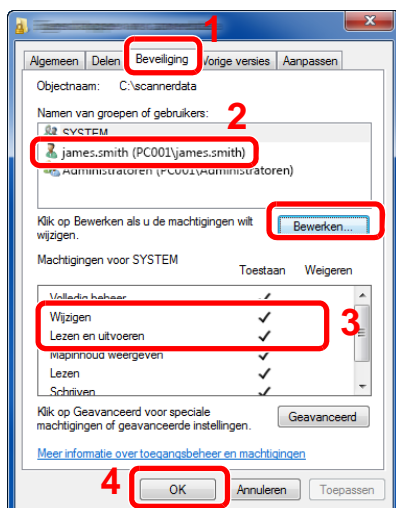 1
Algemeen Delen Beveiliging Vorige versies Aanpassen
Objectnaam: C:\scannerdata
Namen van groepen of gebruikers:
2
SYSTEM
james.smith (PC001\james.smith)
Administratoren (PC001\Administratoren)
Klik op Bewerken als u de machtigingen wilt
wijzigen.
Bewerken...
Machtigingen voor SYSTEM
Toestaan Weigeren
Volledig beheer
Wijzigen
3
Lezen en uitvoeren
Mapinhoud weergeven
Lezen
Schrijven
Klik op Geavanceerd voor speciale
machtigingen of geavanceerde instellingen.
Geavanceerd
Meer informatie over toegangsbeheer en machtigingen
4
OK Annuleren Toepassen